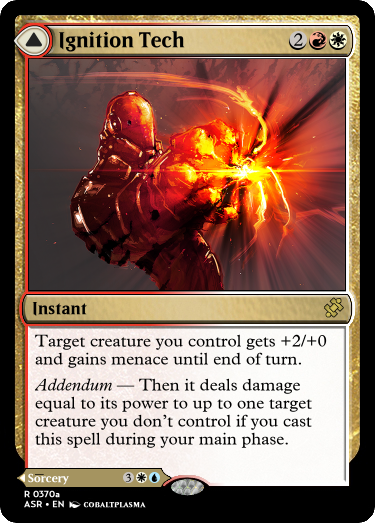 Ignition Tech 2
Instant
Target creature you control gets +2/+0
and gains menace until end of turn.
Addendum — Then it deals damage
equal to its power to up to one target
creature you don't control if you cast
this spell during your main phase.
Sorcery 3
R 0370a
ASR • EN COBALTPLASMA